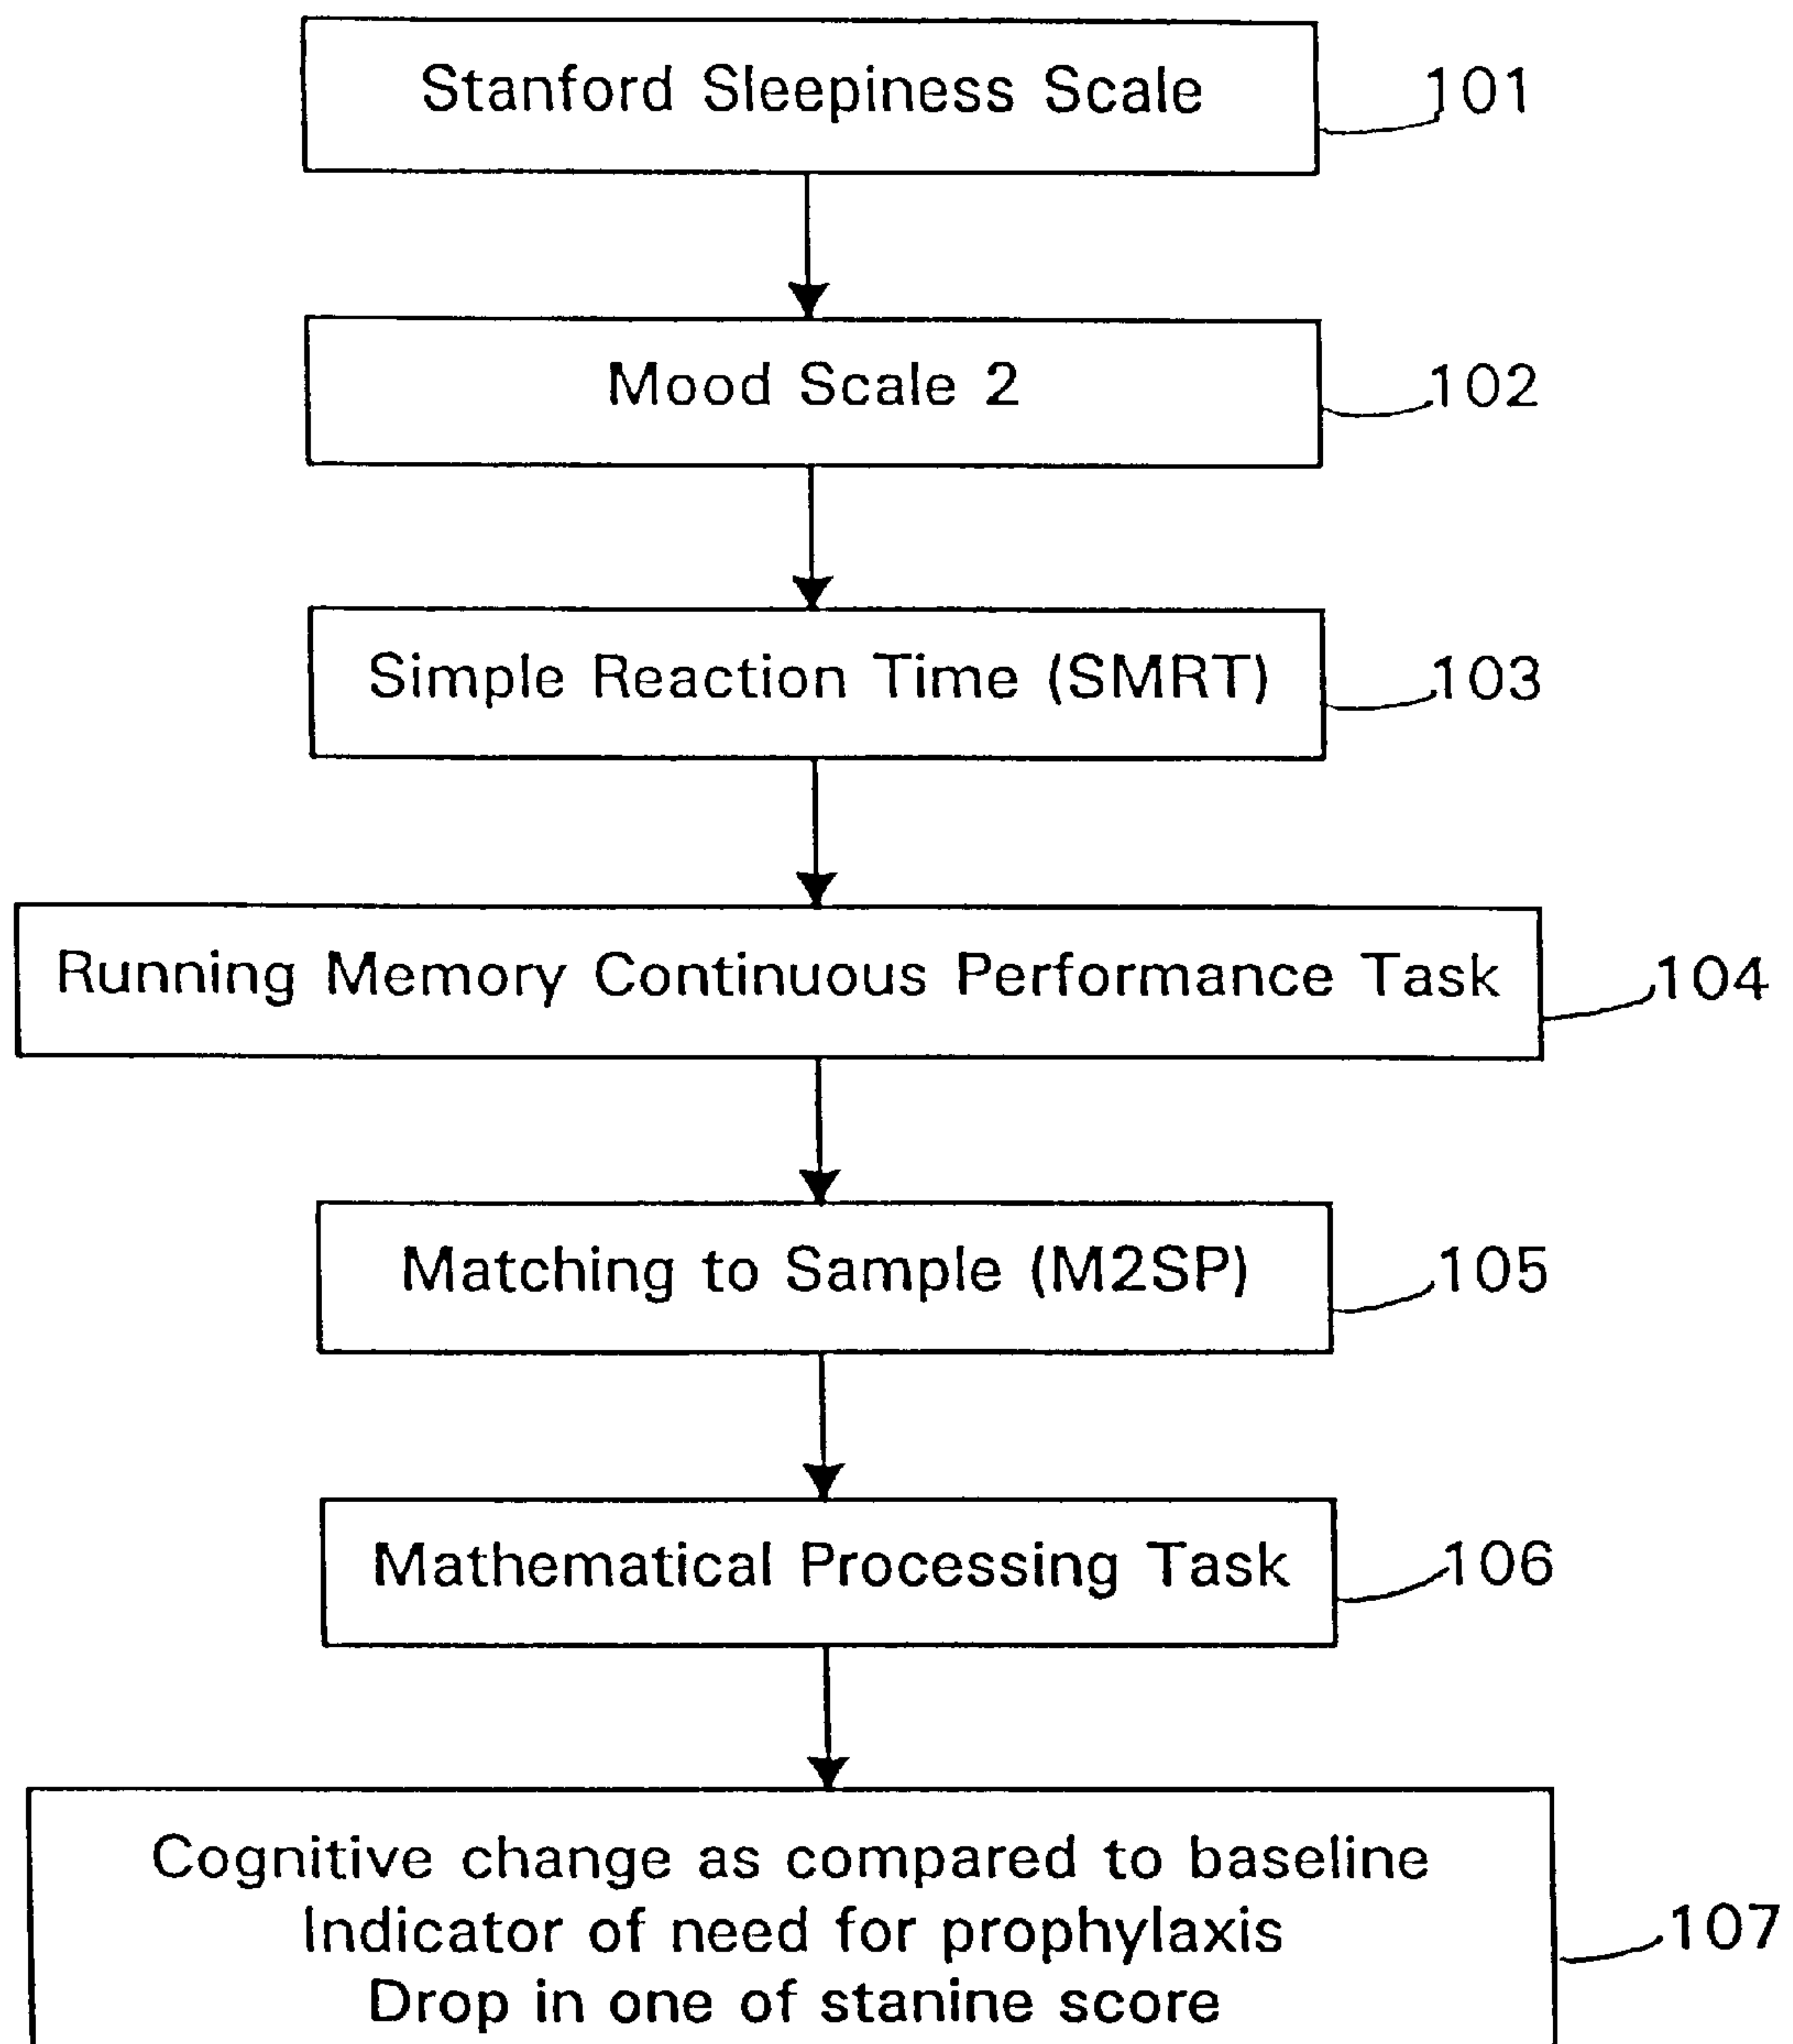 Stanford Sleepiness Scale
101
Mood Scale 2
102
Simple Reaction Time (SMRT)
103
Running Memory Continuous Performance Task
104
Matching to Sample (M2SP)
105
Mathematical Processing Task
106
Cognitive change as compared to baseline
Indicator of need for prophylaxis
Drop in one of stanine score
107